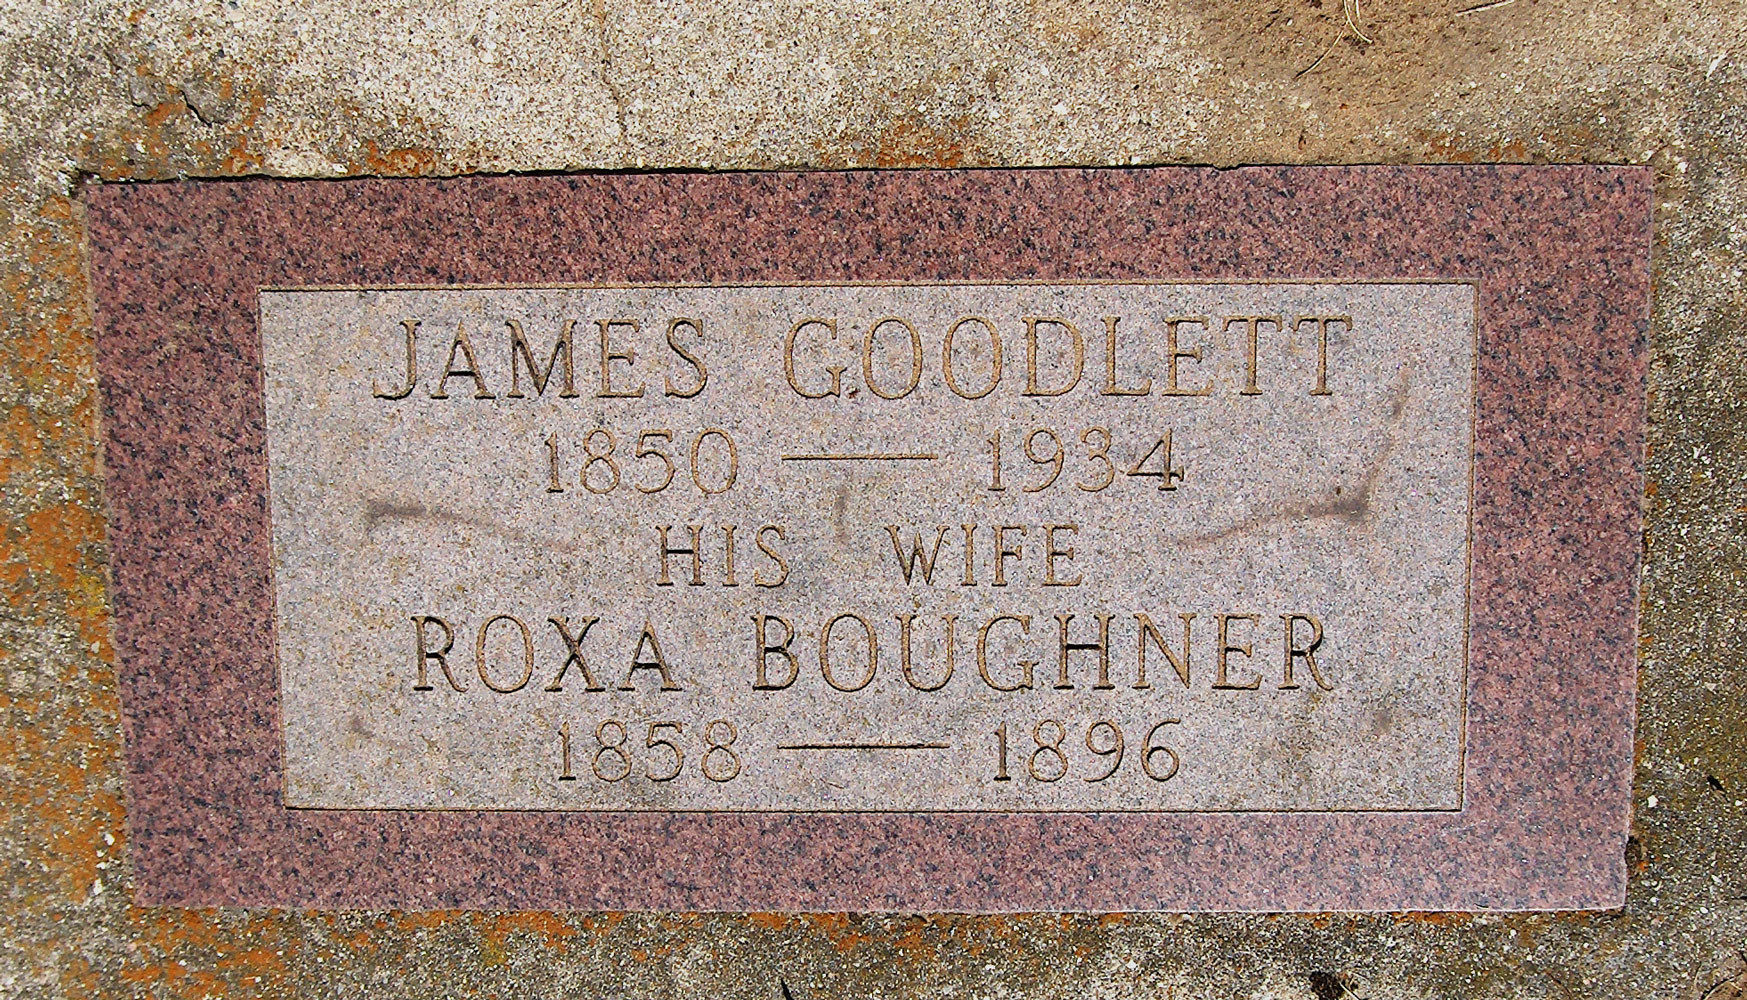 JAMES GOODLETT
1850 — 1934
HIS WIFE
ROXA BOUGHNER
1858 — 1896